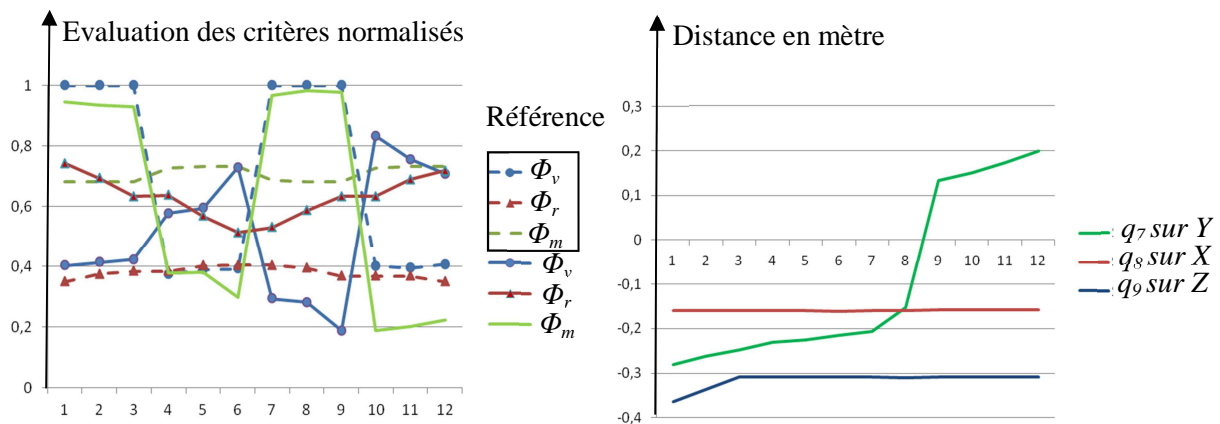 Evaluation des critères normalisés
1
0,8
0,6
0,4
0,2
0
1 2 3 4 5 6 7 8 9 10 11 12
Référence
Φv
Φr
Φm
Φv
Φr
Φm
Distance en mètre
0,3
0,2
0,1
0
-0,1
-0,2
-0,3
-0,4
1 2 3 4 5 6 7 8 9 10 11 12
q7 sur Y
q8 sur X
q9 sur Z